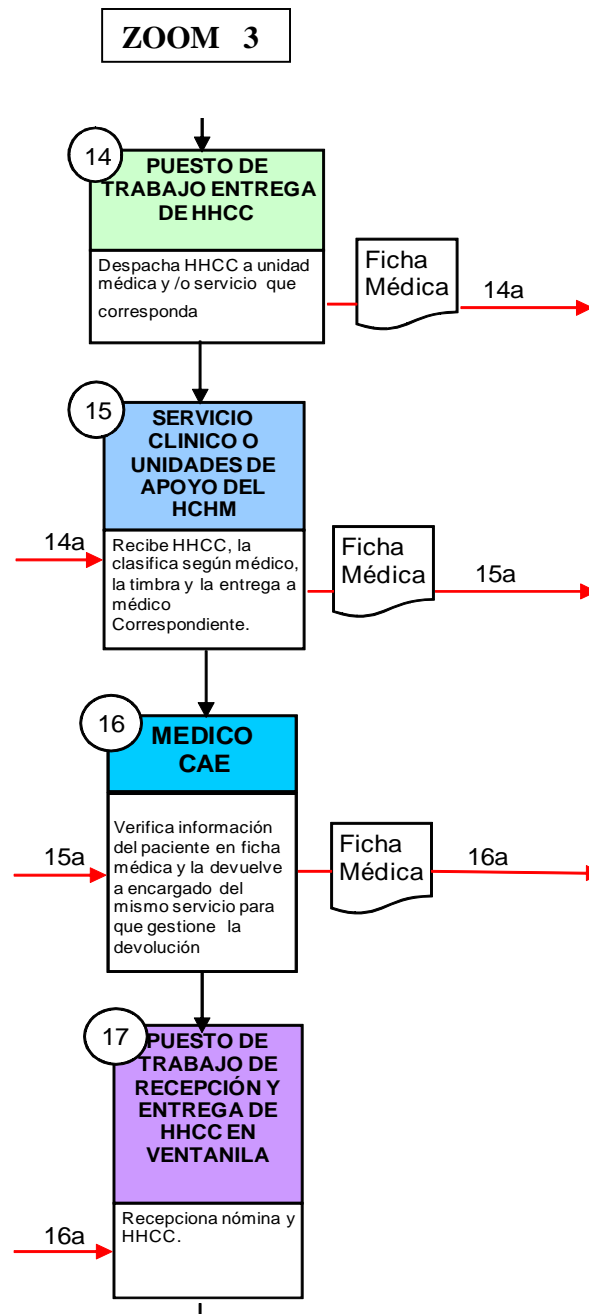 ZOOM 3
14
PUESTO DE
TRABAJO ENTREGA
DE HHCC
Despacha HHCC a unidad
médica y /o servicio que
corresponda
Ficha
Médica
14a
15
SERVICIO
CLINICO O
UNIDADES DE
APOYO DEL
HCHM
14a
Recibe HHCC, la
clasifica según médico,
la timbra y la entrega a
médico
Correspondiente.
Ficha
Médica
15a
16
MEDICO
CAE
15a
Verifica información
del paciente en ficha
médica y la devuelve
a encargado del
mismo servicio para
que gestione la
devolución
Ficha
Médica
16a
17
PUESTO DE
TRABAJO DE
RECEPCIÓN Y
ENTREGA DE
HHCC EN
VENTANILA
16a
Recepciona nómina y
HHCC.